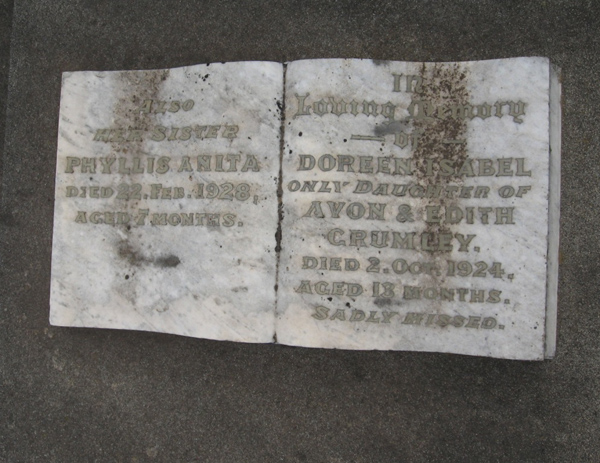 Also
Her Sister
Phyllis Anita
Died 22. Feb. 1928,
Aged 7 Months.
In
Loving Memory
of
Doreen Isabel
Only Daughter of
Avon & Edith
Crumley.
Died 2. Oct. 1924.
Aged 13 Months.
Sadly Missed.